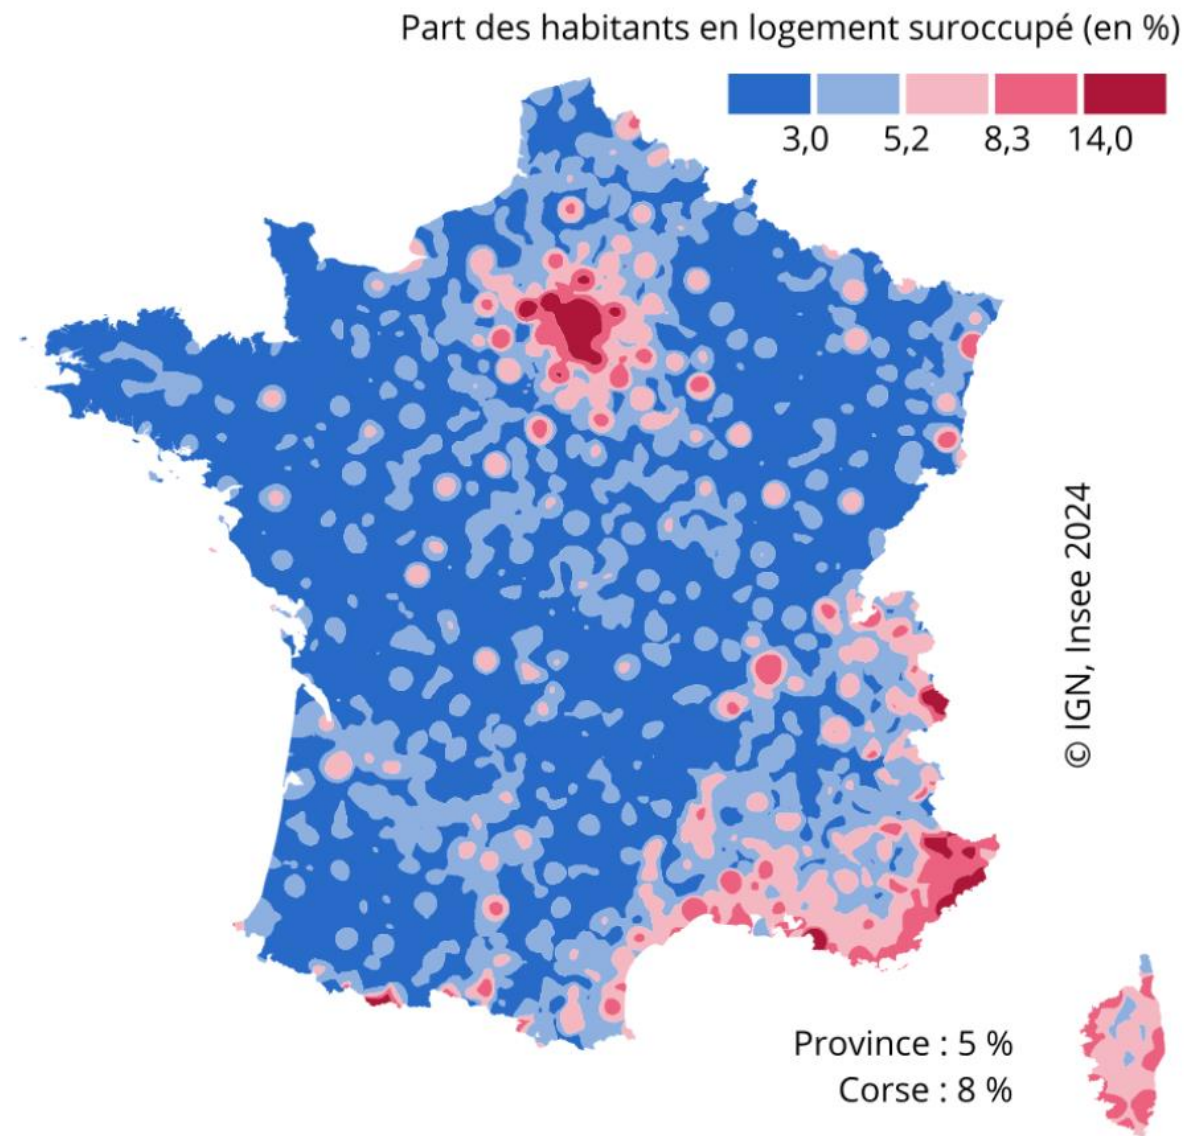 Part des habitants en logement suroccupé (en %)
3,0 5,2 8,3 14,0
© IGN, Insee 2024
Province : 5 %
Corse : 8 %